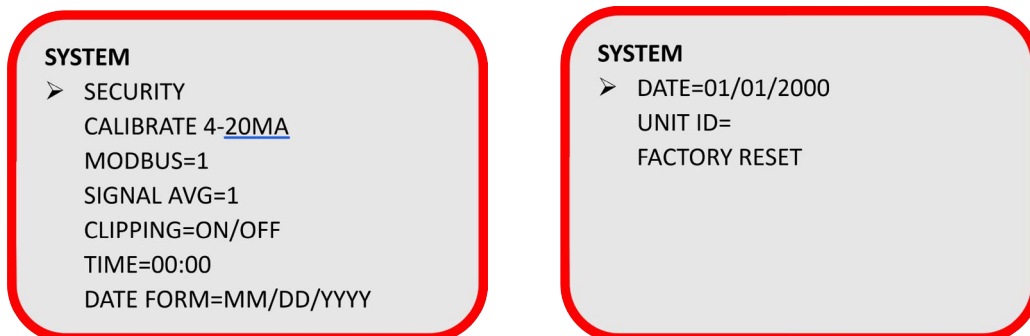 SYSTEM
➢ SECURITY
CALIBRATE 4-20MA
MODBUS=1
SIGNAL AVG=1
CLIPPING=ON/OFF
TIME=00:00
DATE FORM=MM/DD/YYYY
SYSTEM
➢ DATE=01/01/2000
UNIT ID=
FACTORY RESET